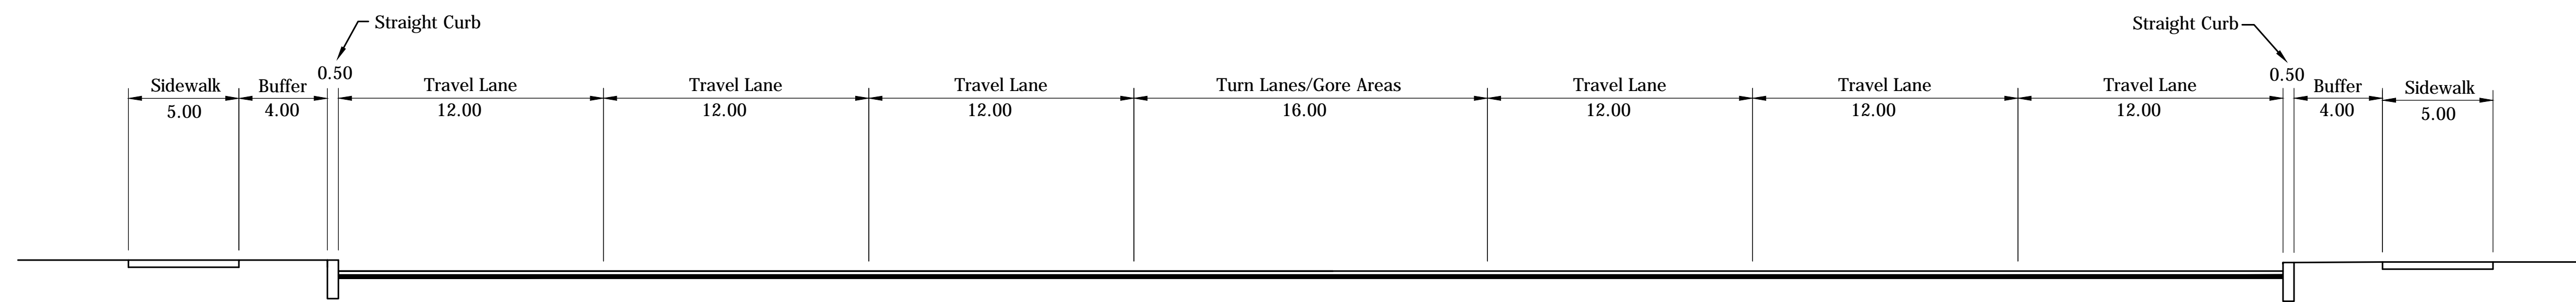 Straight Curb
Straight Curb
0.50
0.50
Sidewalk
Buffer
Travel Lane
Travel Lane
Travel Lane
Turn Lanes/Gore Areas
Travel Lane
Travel Lane
Travel Lane
Buffer
Sidewalk
5.00
4.00
12.00
12.00
12.00
16.00
12.00
12.00
12.00
4.00
5.00